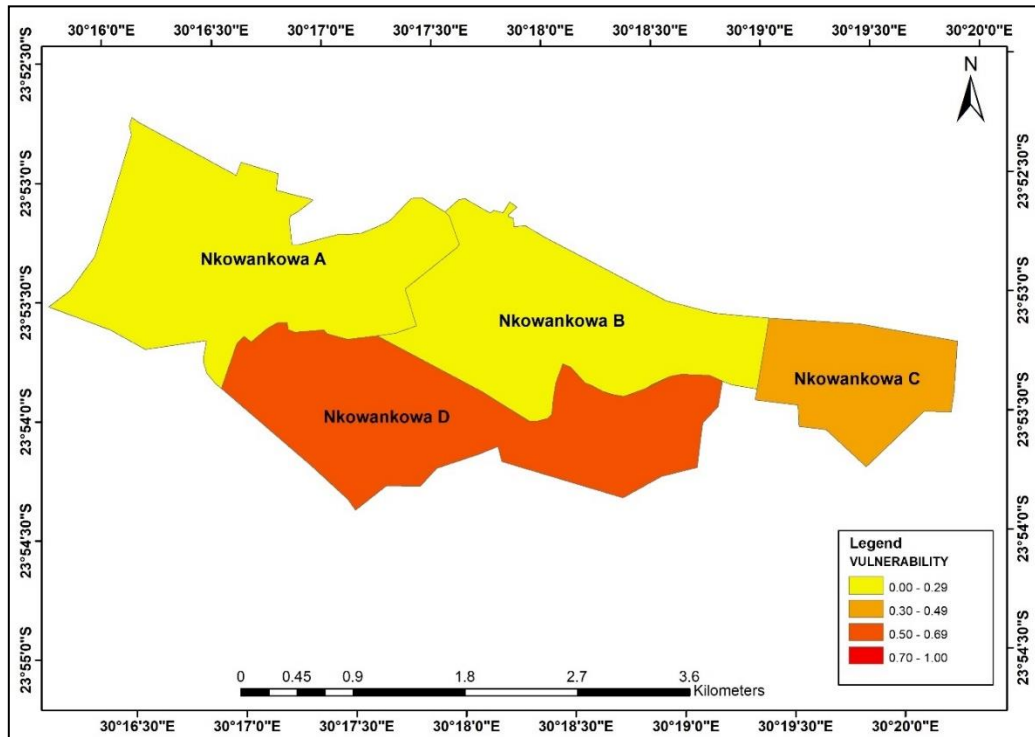 30°16'0"E 30°16'30"E 30°17'0"E 30°17'30"E 30°18'0"E 30°18'30"E 30°19'0"E 30°19'30"E 30°20'0"E
23°52'30"S
23°53'0"S
23°53'30"S
23°54'0"S
23°54'30"S
23°55'0"S
N
Nkowankowa A
Nkowankowa B
Nkowankowa C
Nkowankowa D
23°52'30"S
23°53'0"S
23°53'30"S
23°54'0"S
23°54'30"S
Legend
VULNERABILITY
0.00 - 0.29
0.30 - 0.49
0.50 - 0.69
0.70 - 1.00
0 0.45 0.9 1.8 2.7 3.6
Kilometers
30°16'30"E 30°17'0"E 30°17'30"E 30°18'0"E 30°18'30"E 30°19'0"E 30°19'30"E 30°20'0"E